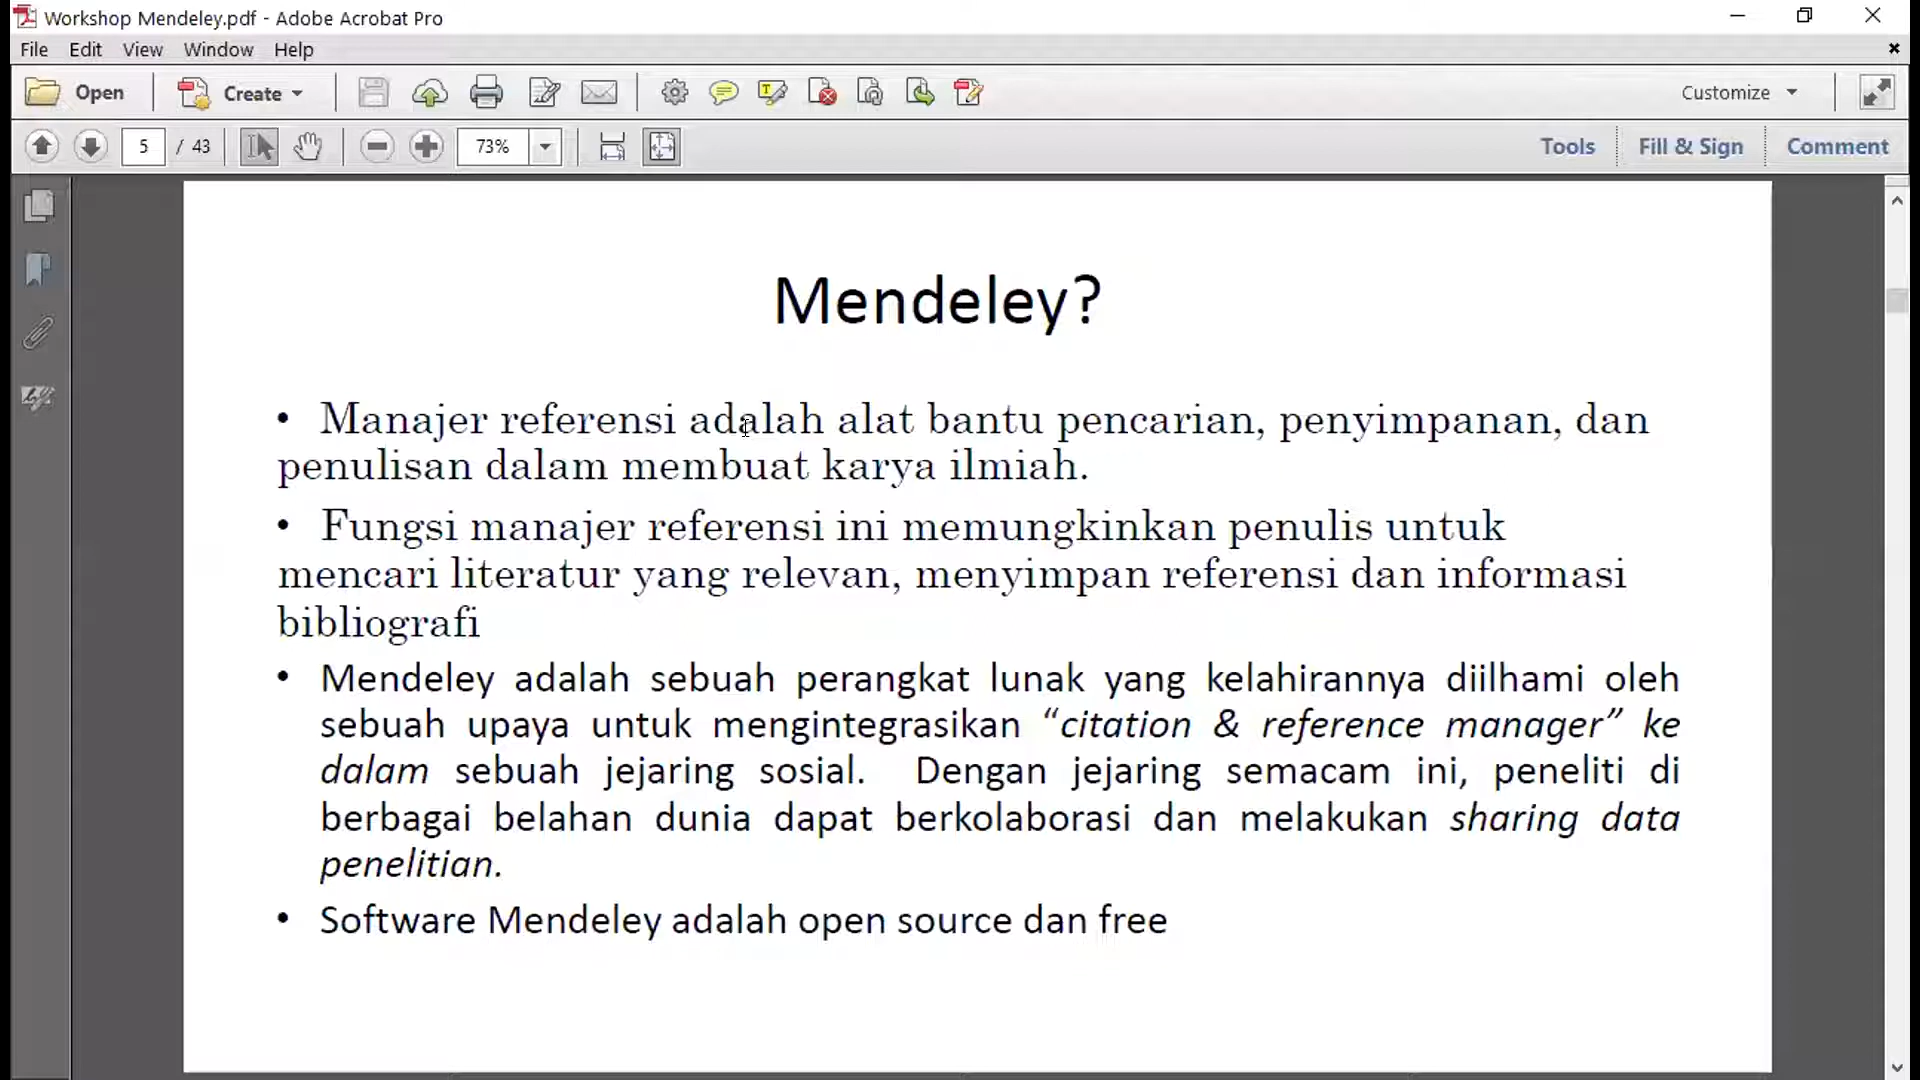 Workshop Mendeley.pdf - Adobe Acrobat Pro
File Edit View Window Help
Open Create Customize
5 / 43 73% Tools Fill & Sign Comment
Mendeley?
• Manajer referensi adalah alat bantu pencarian, penyimpanan, dan
penulisan dalam membuat karya ilmiah.
• Fungsi manajer referensi ini memungkinkan penulis untuk
mencari literatur yang relevan, menyimpan referensi dan informasi
bibliografi
• Mendeley adalah sebuah perangkat lunak yang kelahirannya diilhami oleh
sebuah upaya untuk mengintegrasikan “citation & reference manager” ke
dalam sebuah jejaring sosial. Dengan jejaring semacam ini, peneliti di
berbagai belahan dunia dapat berkolaborasi dan melakukan sharing data
penelitian.
• Software Mendeley adalah open source dan free